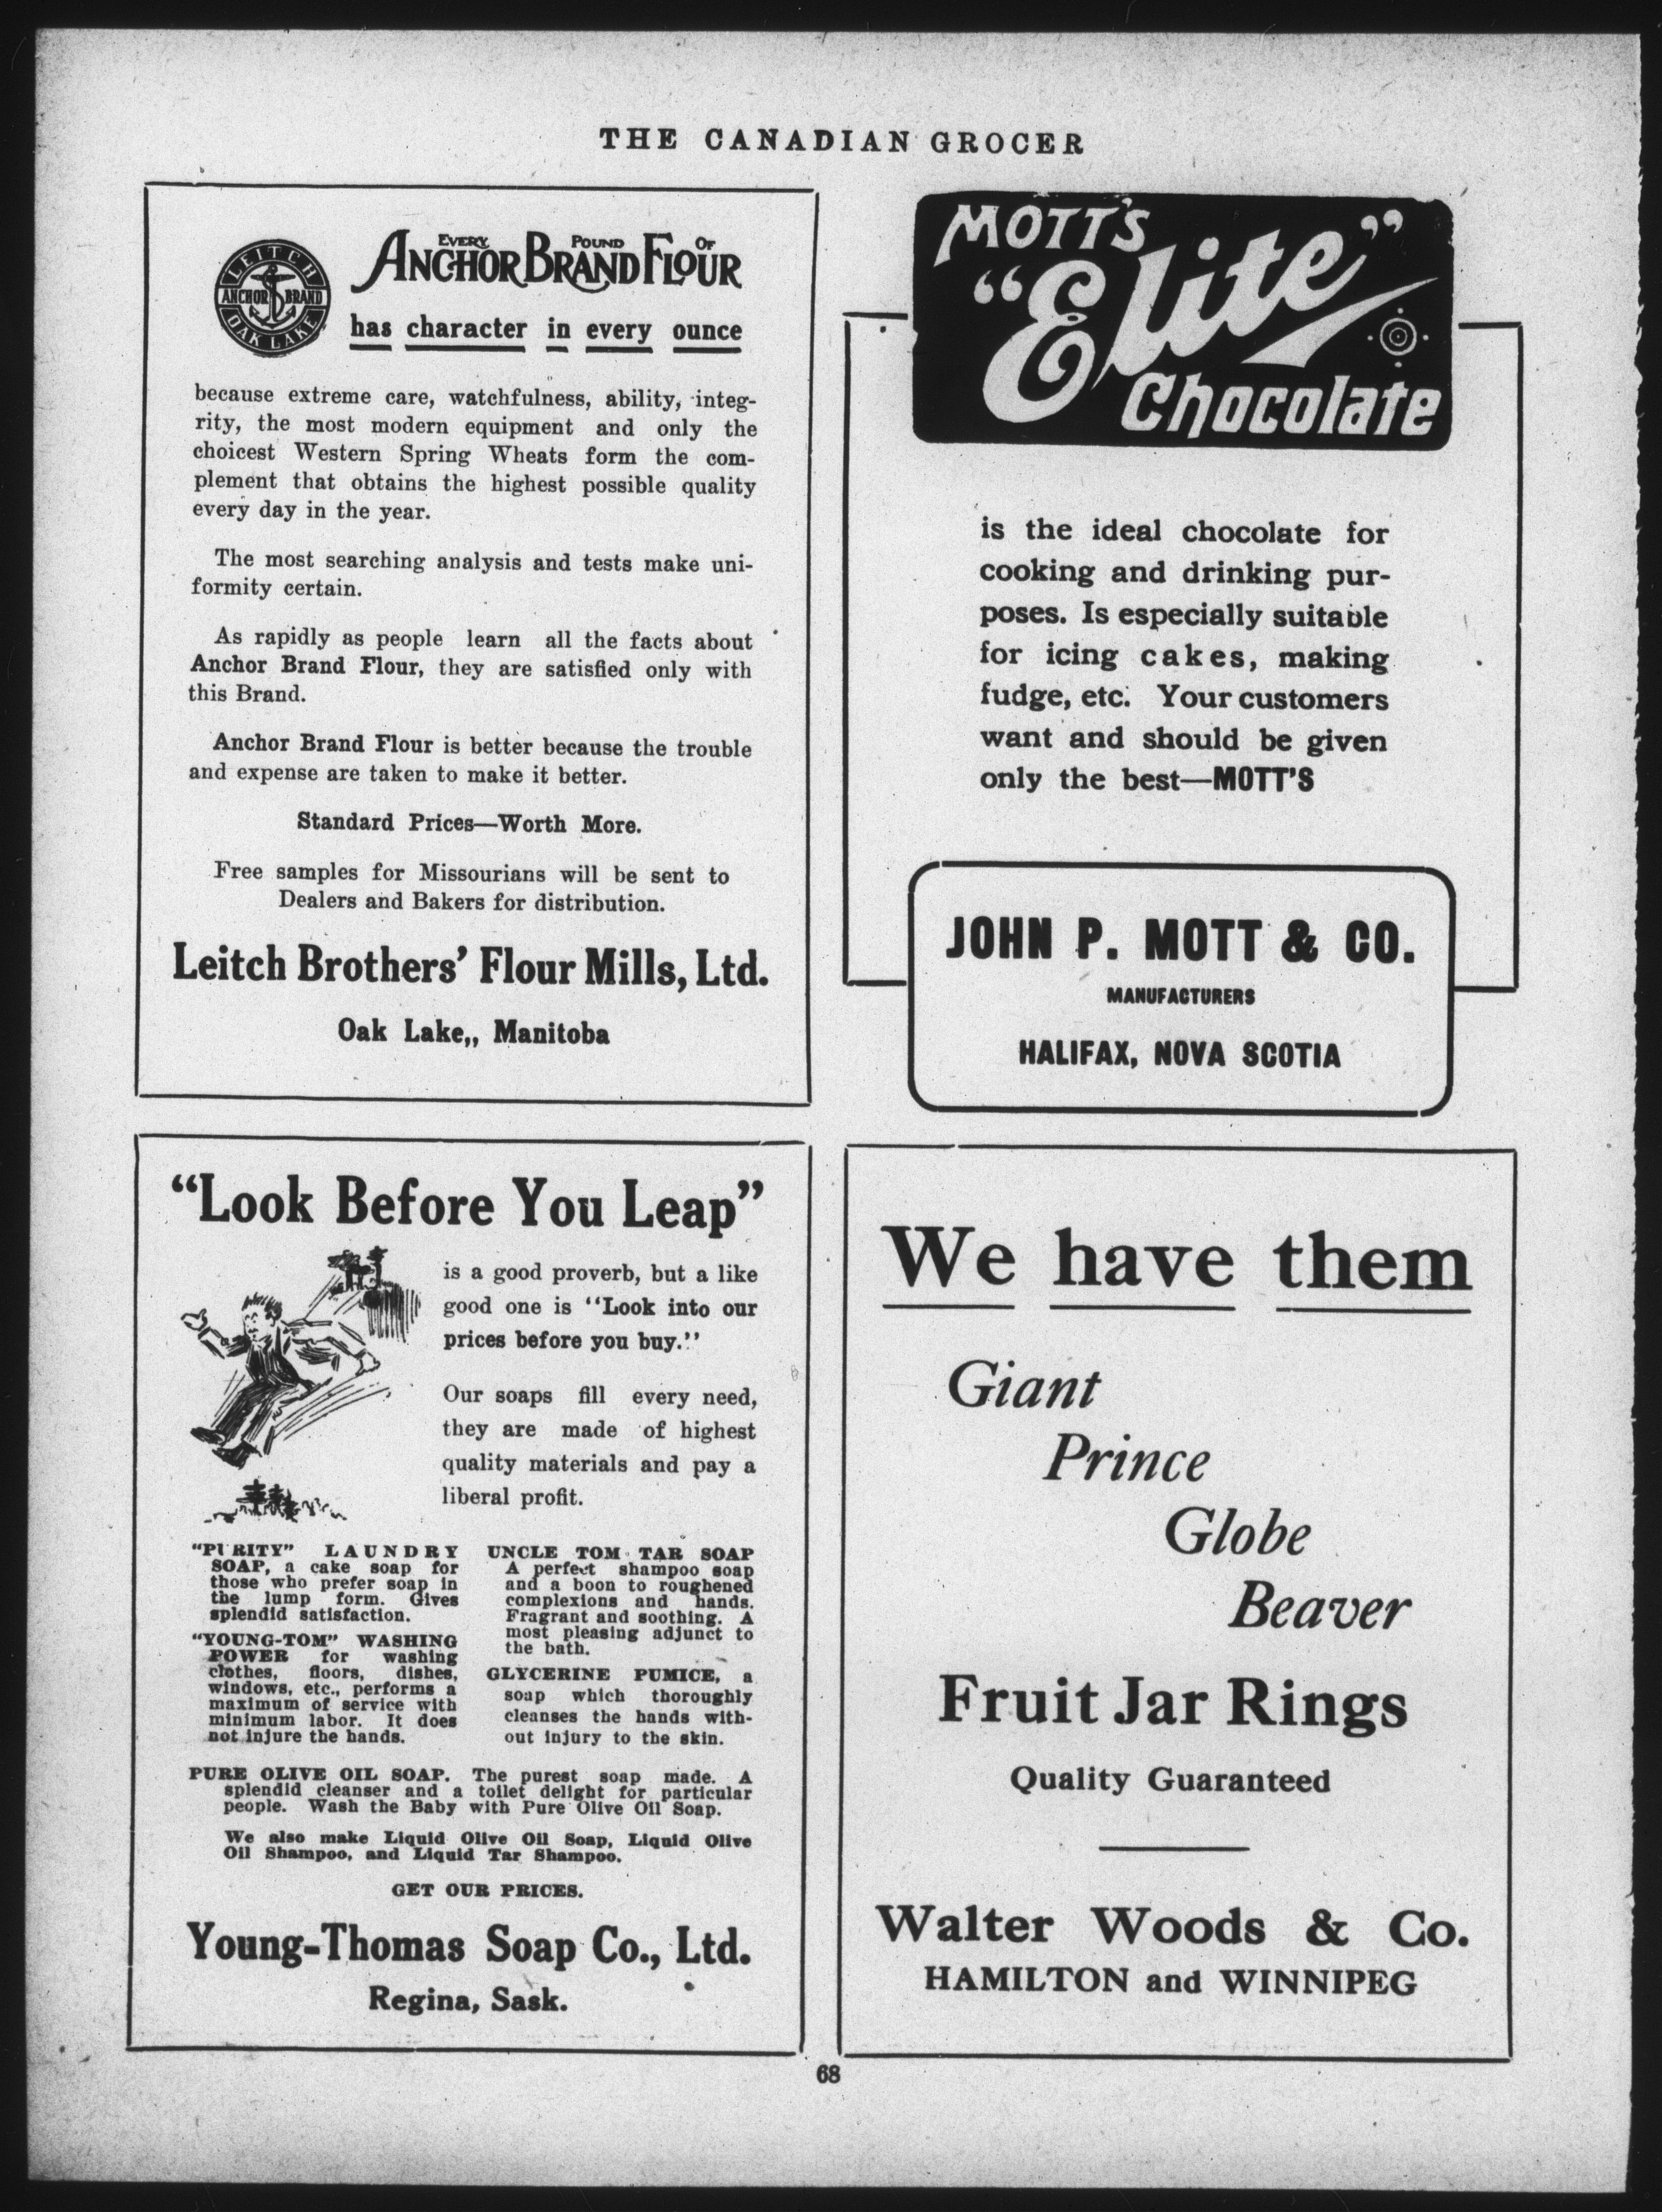 THE CANADIAN GROCER
LEITCH
ANCHOR BRAND
OAK LAKE
EVERY POUND OF
ANCHOR BRAND FLOUR
has character in every ounce
because extreme care, watchfulness, ability, integ-
rity, the most modern equipment and only the
choicest Western Spring Wheats form the com-
plement that obtains the highest possible quality
every day in the year.
The most searching analysis and tests make uni-
formity certain.
As rapidly as people learn all the facts about
Anchor Brand Flour, they are satisfied only with
this Brand.
Anchor Brand Flour is better because the trouble
and expense are taken to make it better.
Standard Prices—Worth More.
Free samples for Missourians will be sent to
Dealers and Bakers for distribution.
Leitch Brothers' Flour Mills, Ltd.
Oak Lake,, Manitoba
MOTT'S
"Elite"
Chocolate
is the ideal chocolate for
cooking and drinking pur-
poses. Is especially suitable
for icing cakes, making
fudge, etc. Your customers
want and should be given
only the best—MOTT'S
JOHN P. MOTT & CO.
MANUFACTURERS
HALIFAX, NOVA SCOTIA
"Look Before You Leap"
is a good proverb, but a like
good one is "Look into our
prices before you buy."
Our soaps fill every need,
they are made of highest
quality materials and pay a
liberal profit.
"PURITY" LAUNDRY
SOAP, a cake soap for
those who prefer soap in
the lump form. Gives
splendid satisfaction.
"YOUNG-TOM" WASHING
POWER for washing
clothes, floors, dishes,
windows, etc., performs a
maximum of service with
minimum labor. It does
not injure the hands.
UNCLE TOM TAR SOAP
A perfect shampoo soap
and a boon to roughened
complexions and hands.
Fragrant and soothing. A
most pleasing adjunct to
the bath.
GLYCERINE PUMICE, a
soap which thoroughly
cleanses the hands with-
out injury to the skin.
PURE OLIVE OIL SOAP. The purest soap made. A
splendid cleanser and a toilet delight for particular
people. Wash the Baby with Pure Olive Oil Soap.
We also make Liquid Olive Oil Soap, Liquid Olive
Oil Shampoo, and Liquid Tar Shampoo.
GET OUR PRICES.
Young-Thomas Soap Co., Ltd.
Regina, Sask.
We have them
Giant
Prince
Globe
Beaver
Fruit Jar Rings
Quality Guaranteed
Walter Woods & Co.
HAMILTON and WINNIPEG
68